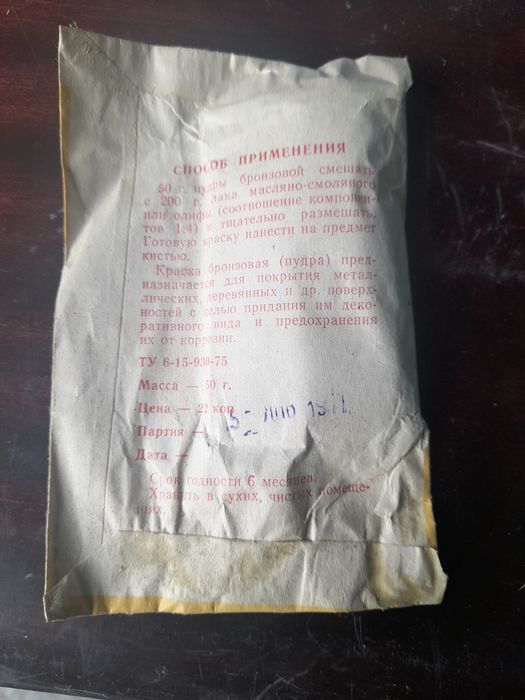 СПОСОБ ПРИМЕНЕНИЯ
50 г. пудры бронзовой смешать
с 200 г. лака масляно-смоляного
или олифы (соотношение компонен-
тов 1:4) и тщательно размешать.
Готовую краску нанести на предмет
кистью.
Краска бронзовая (пудра) пред-
назначается для покрытия метал-
лических, деревянных и др. поверх-
ностей с целью придания им деко-
ративного вида и предохранения
их от коррозии.
ТУ 6-15-930-75
Масса — 50 г.
Цена — 22 коп
Партия —
Дата —
Срок годности 6 месяцев.
Хранить в сухих, чистых помеще-
ниях.